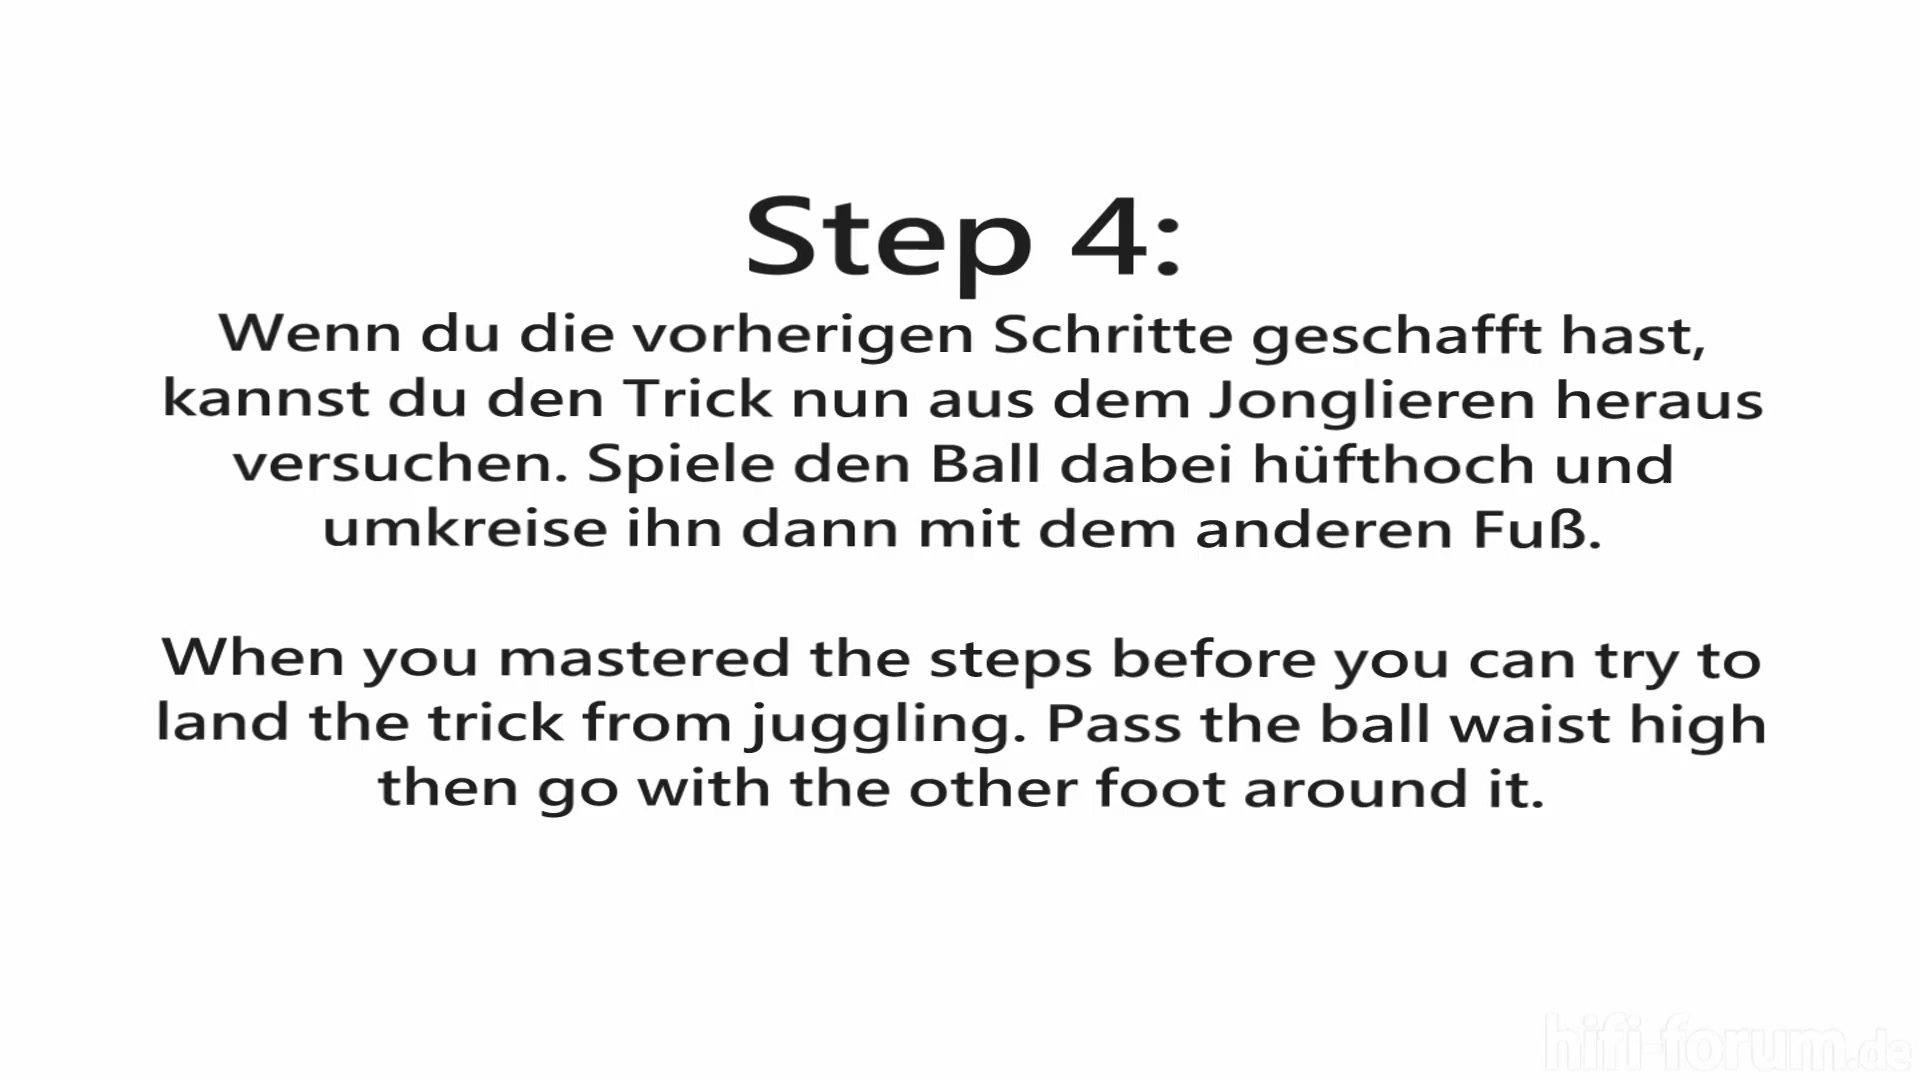 Step 4:
Wenn du die vorherigen Schritte geschafft hast,
kannst du den Trick nun aus dem Jonglieren heraus
versuchen. Spiele den Ball dabei hüfthoch und
umkreise ihn dann mit dem anderen Fuß.
When you mastered the steps before you can try to
land the trick from juggling. Pass the ball waist high
then go with the other foot around it.
hifi-forum.de